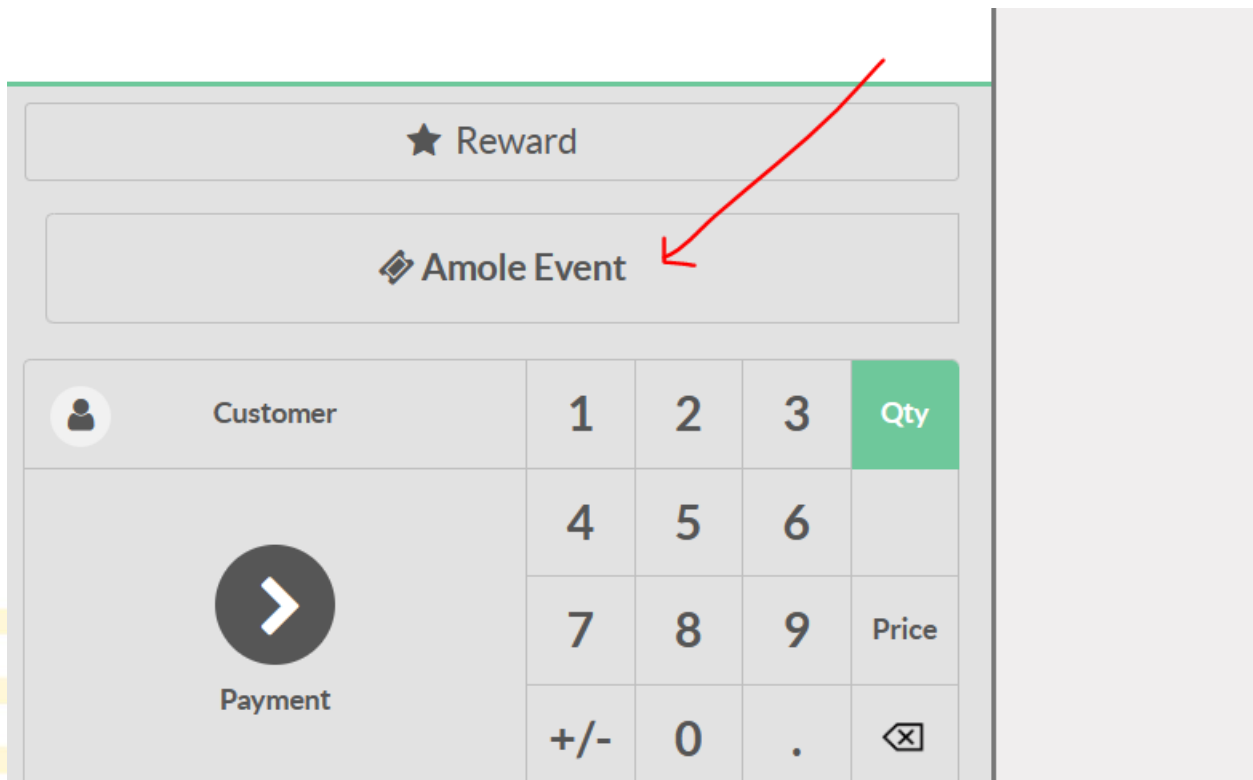 Reward
Amole Event
Customer 1 2 3 Qty
4 5 6
7 8 9 Price
Payment
+/- 0 .